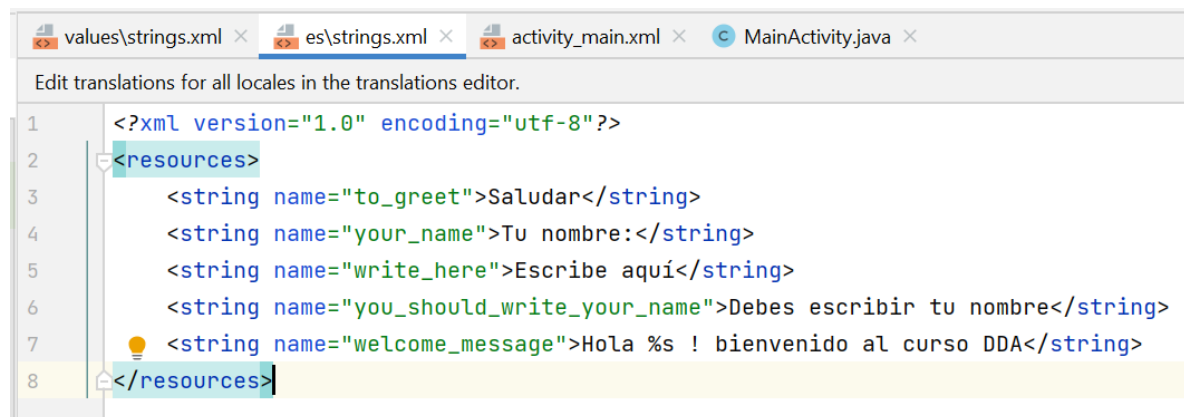 values\strings.xml es\strings.xml activity_main.xml C MainActivity.java
Edit translations for all locales in the translations editor.
1 <?xml version="1.0" encoding="utf-8"?>
2 <resources>
3 <string name="to_greet">Saludar</string>
4 <string name="your_name">Tu nombre:</string>
5 <string name="write_here">Escribe aquí</string>
6 <string name="you_should_write_your_name">Debes escribir tu nombre</string>
7 <string name="welcome_message">Hola %s ! bienvenido al curso DDA</string>
8 </resources>